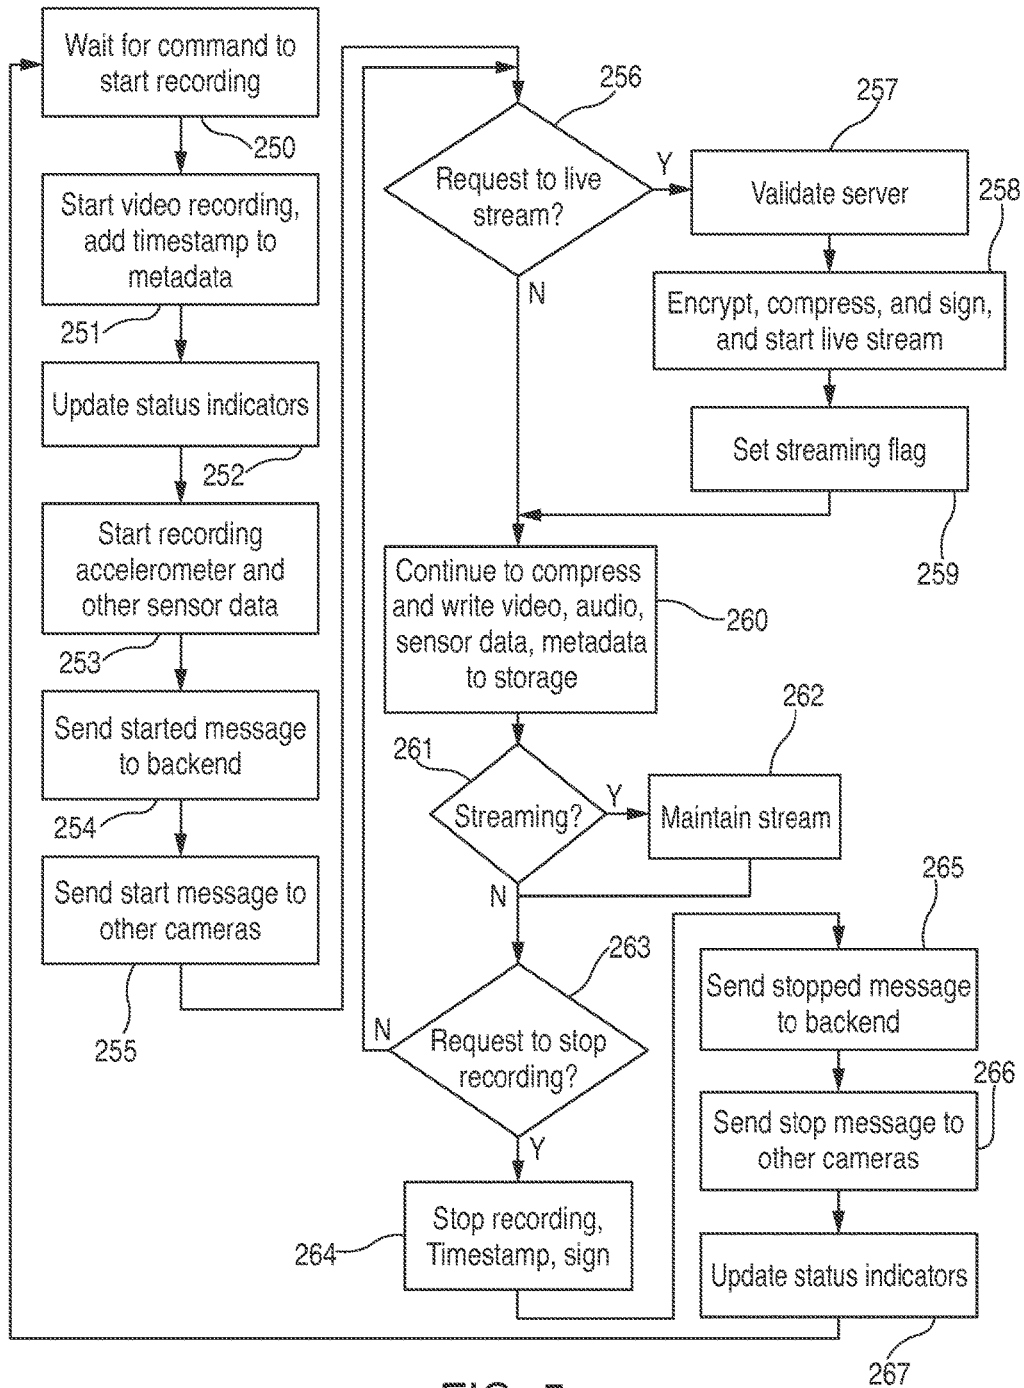 Wait for command to
start recording
250
Start video recording,
add timestamp to
metadata
251
Update status indicators
252
Start recording
accelerometer and
other sensor data
253
Send started message
to backend
254
Send start message to
other cameras
255
256
Request to live
stream?
Y
N
257
Validate server
258
Encrypt, compress, and sign,
and start live stream
Set streaming flag
259
Continue to compress
and write video, audio,
sensor data, metadata
to storage
260
261
Streaming?
Y
N
262
Maintain stream
263
Request to stop
recording?
N
Y
264
Stop recording,
Timestamp, sign
265
Send stopped message
to backend
266
Send stop message to
other cameras
Update status indicators
267